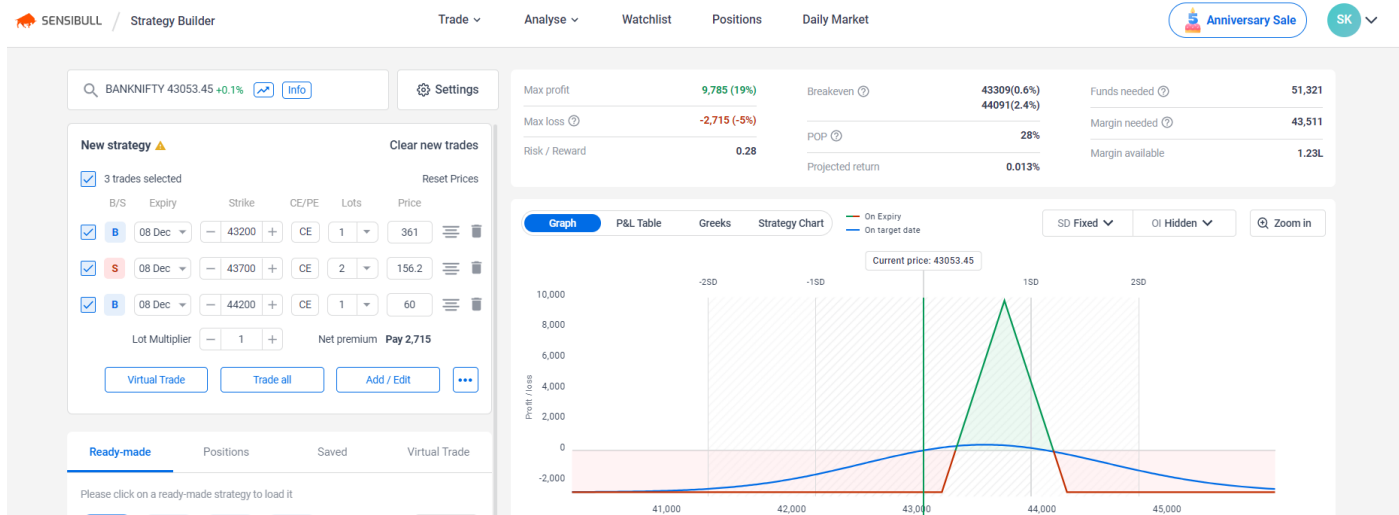 SENSIBULL / Strategy Builder Trade Analyse Watchlist Positions Daily Market 5 Anniversary Sale SK
BANKNIFTY 43053.45 +0.1% Info Settings
New strategy Clear new trades
3 trades selected Reset Prices
B/S Expiry Strike CE/PE Lots Price
B 08 Dec − 43200 + CE 1 361
S 08 Dec − 43700 + CE 2 156.2
B 08 Dec − 44200 + CE 1 60
Lot Multiplier − 1 + Net premium Pay 2,715
Virtual Trade Trade all Add / Edit •••
Ready-made Positions Saved Virtual Trade
Please click on a ready-made strategy to load it
Max profit 9,785 (19%)
Max loss -2,715 (-5%)
Risk / Reward 0.28
Breakeven 43309(0.6%)
44091(2.4%)
POP 28%
Projected return 0.013%
Funds needed 51,321
Margin needed 43,511
Margin available 1.23L
Graph P&L Table Greeks Strategy Chart
On Expiry
On target date
SD Fixed OI Hidden Zoom in
Current price: 43053.45
-2SD -1SD 1SD 2SD
10,000
8,000
6,000
4,000
2,000
0
-2,000
Profit / loss
41,000 42,000 43,000 44,000 45,000